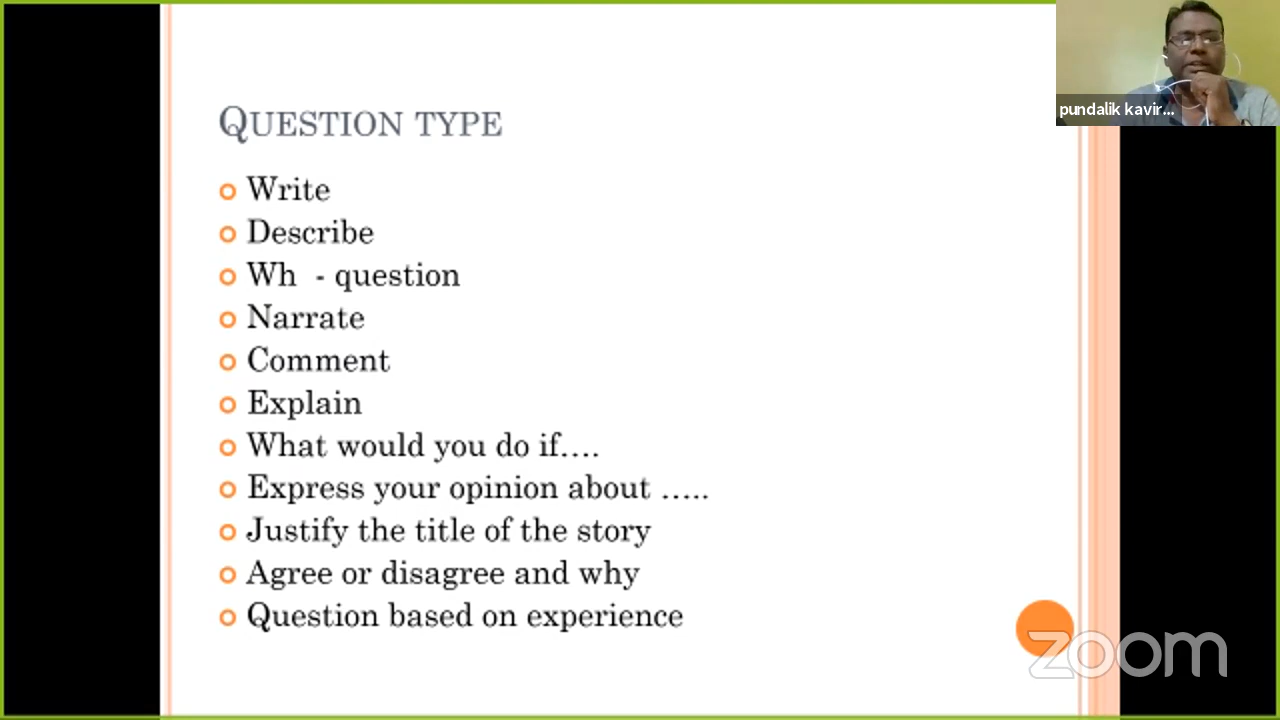 QUESTION TYPE
Write
Describe
Wh - question
Narrate
Comment
Explain
What would you do if….
Express your opinion about …..
Justify the title of the story
Agree or disagree and why
Question based on experience
pundalik kavir...
zoom